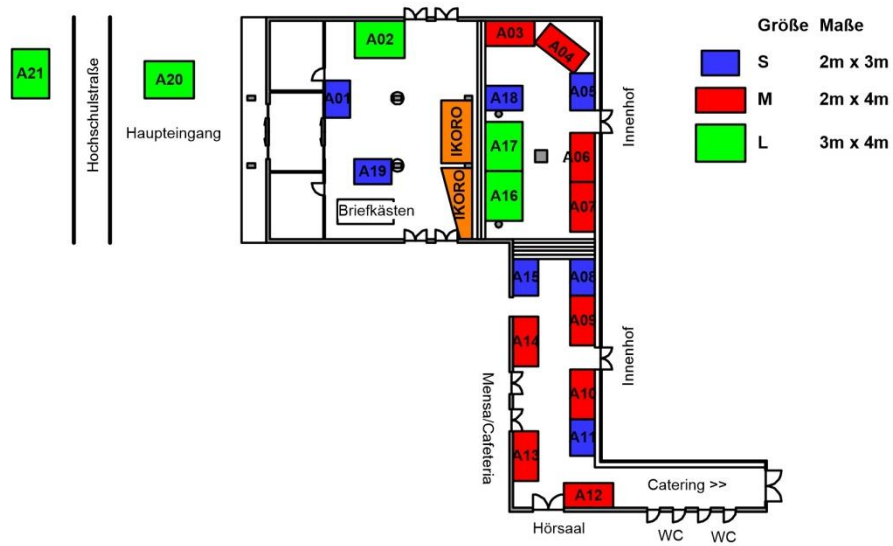 A21
Hochschulstraße
A20
Haupteingang
A02
A01
A19
Briefkästen
IKORO
IKORO
A03
A04
A18
A05
A17
A06
A16
A07
Innenhof
Größe Maße
S 2m x 3m
M 2m x 4m
L 3m x 4m
A15
A08
A09
A14
Innenhof
A10
Mensa/Cafeteria
A11
A13
A12
Catering >>
Hörsaal
WC
WC